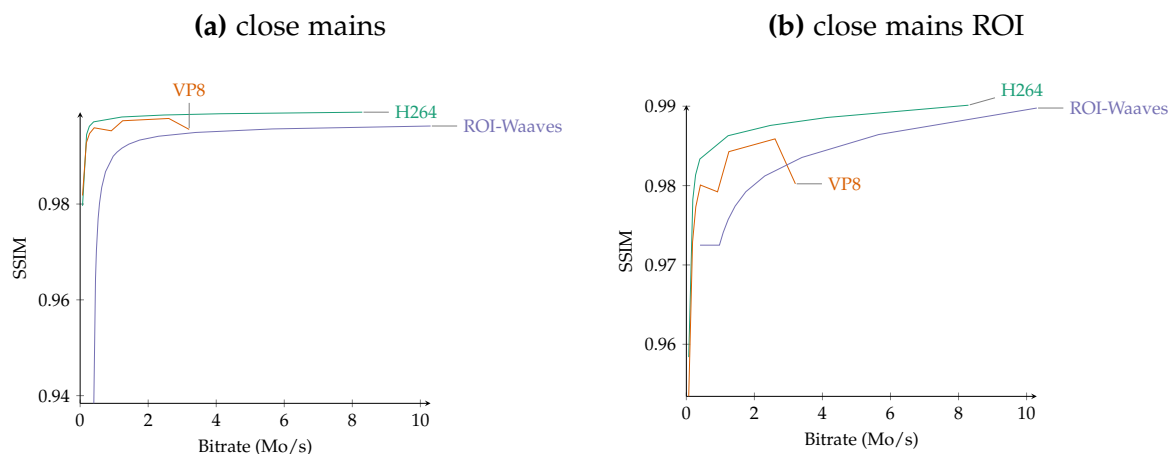 (a) close mains
VP8
H264
ROI-Waaves
0.98
0.96
0.94
SSIM
0 2 4 6 8 10
Bitrate (Mo/s)
(b) close mains ROI
H264
ROI-Waaves
VP8
0.99
0.98
0.97
0.96
SSIM
0 2 4 6 8 10
Bitrate (Mo/s)